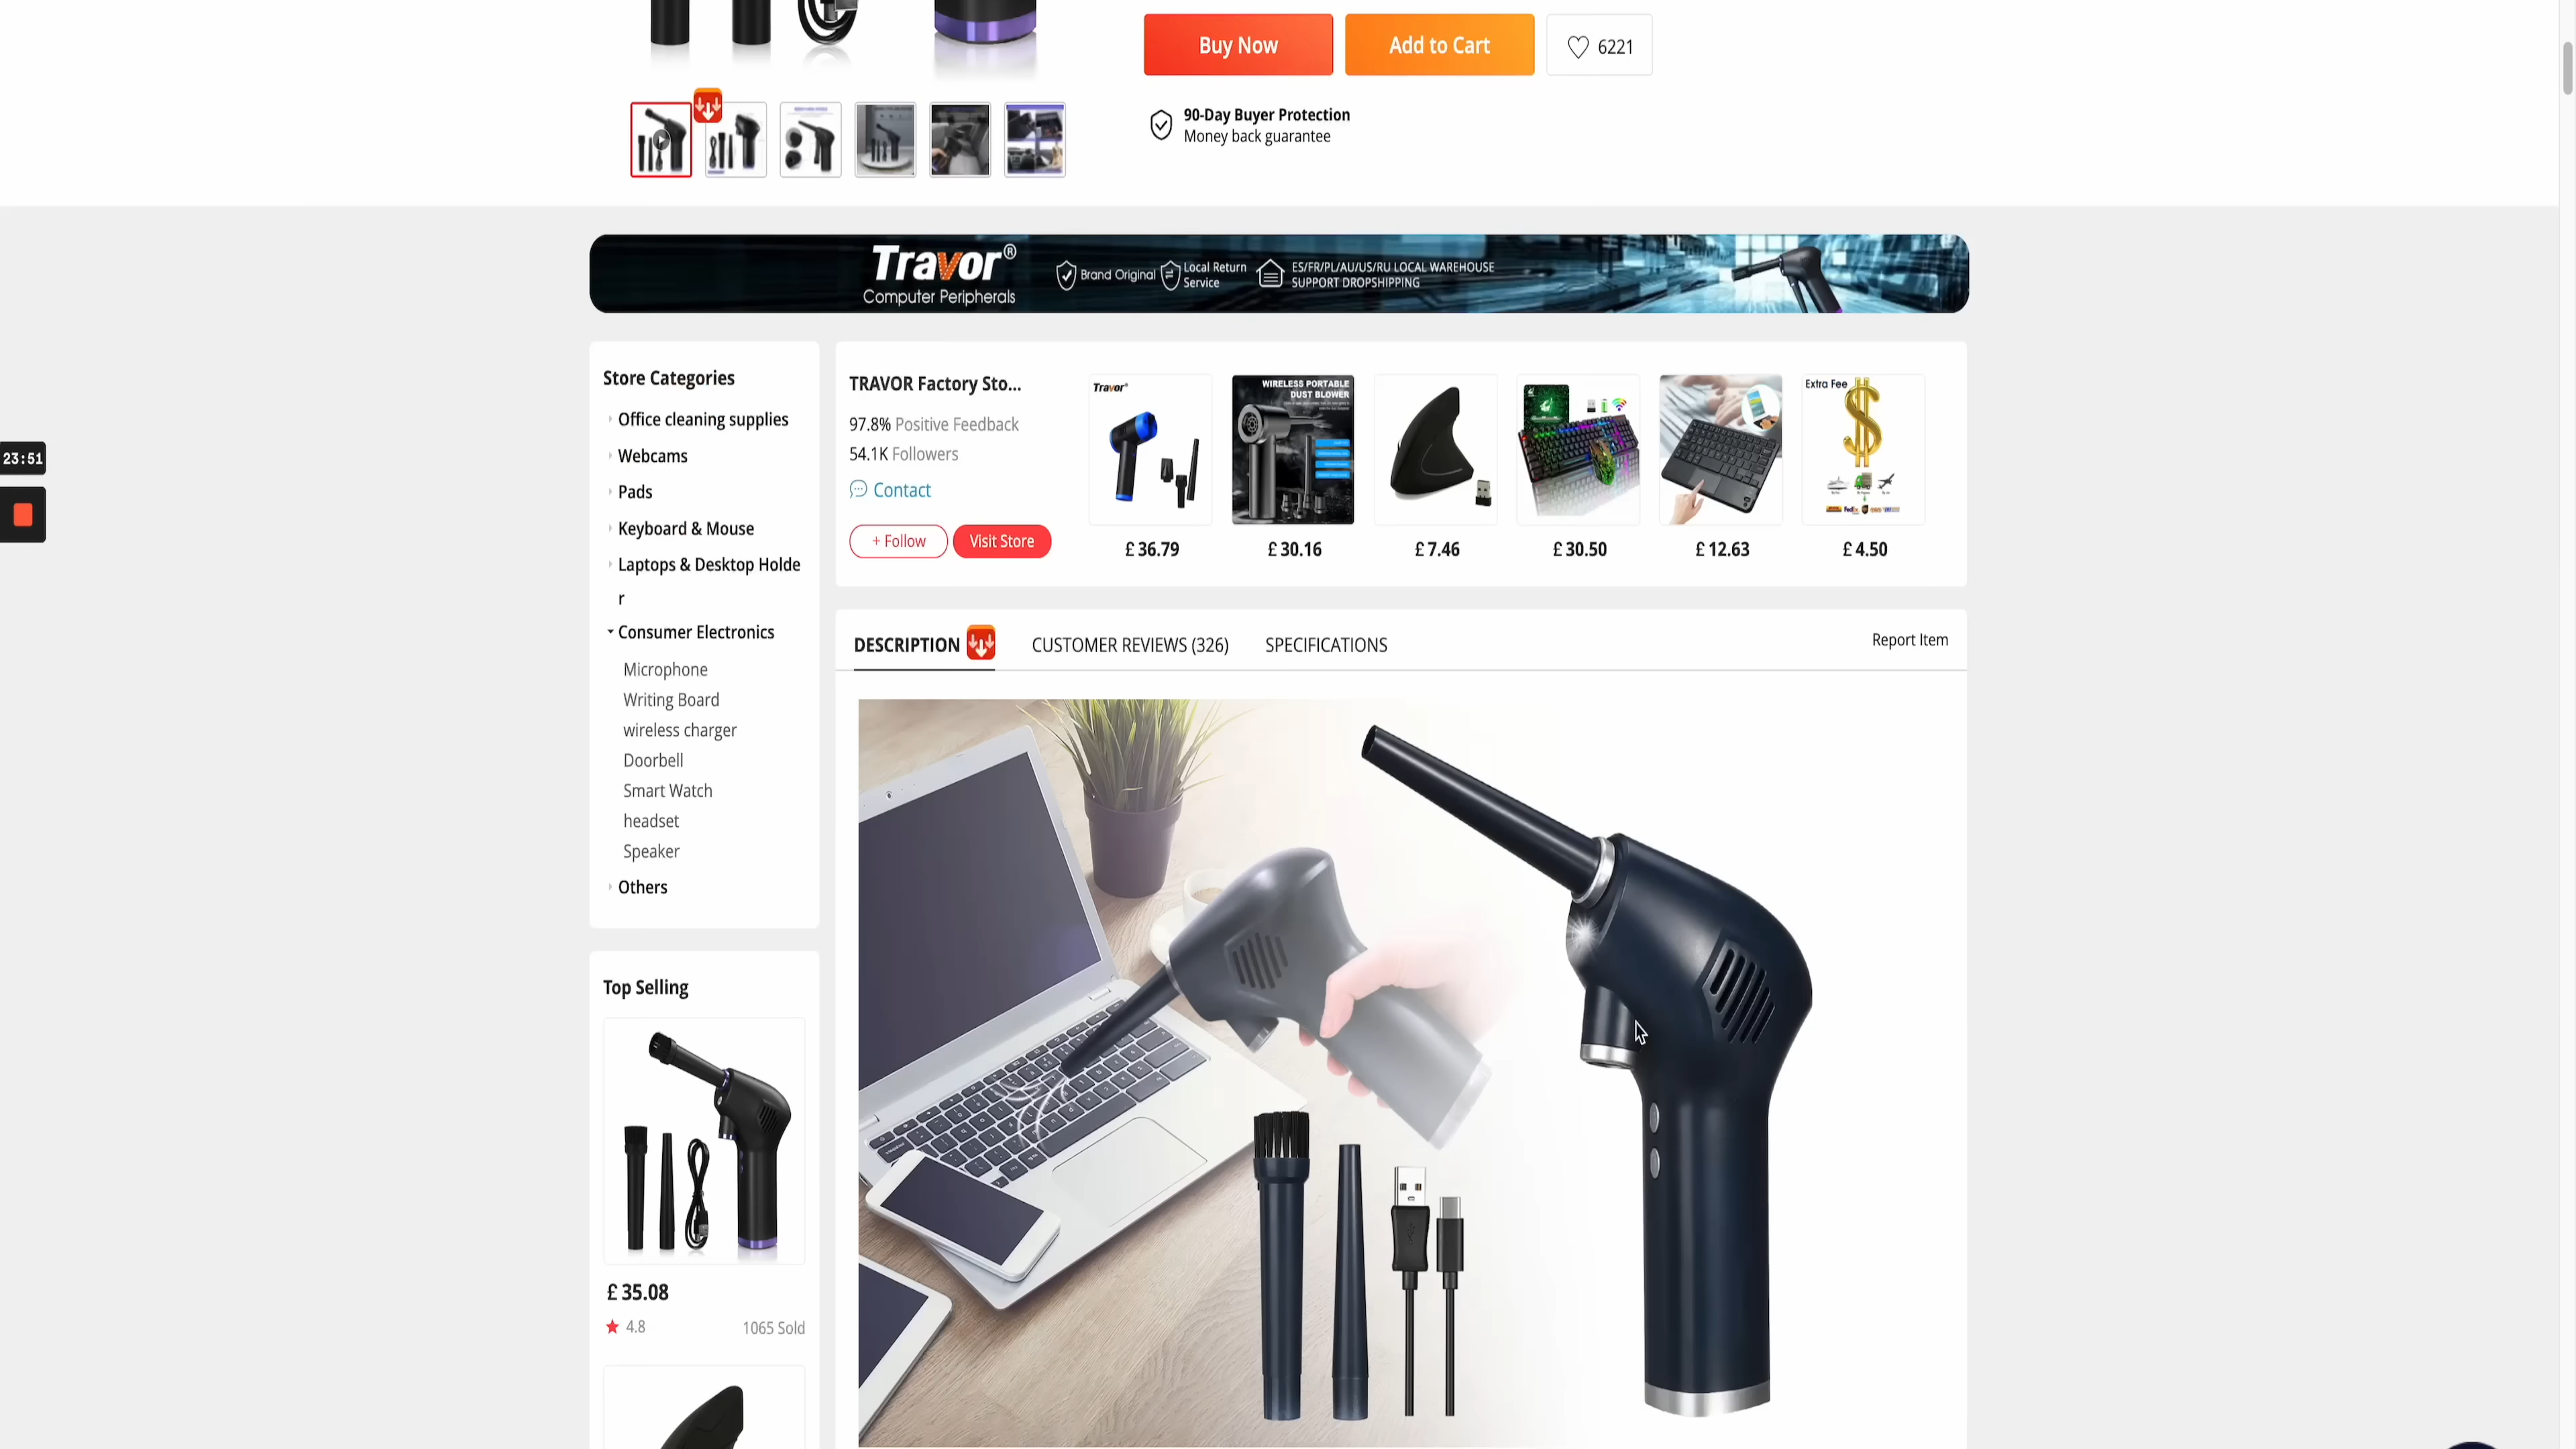 Buy Now
Add to Cart
6221
90-Day Buyer Protection
Money back guarantee
Travor®
Computer Peripherals
Brand Original
Local Return
Service
ES/FR/PL/AU/US/RU LOCAL WAREHOUSE
SUPPORT DROPSHIPPING
23:51
Store Categories
Office cleaning supplies
Webcams
Pads
Keyboard & Mouse
Laptops & Desktop Holde
r
Consumer Electronics
Microphone
Writing Board
wireless charger
Doorbell
Smart Watch
headset
Speaker
Others
TRAVOR Factory Sto...
97.8% Positive Feedback
54.1K Followers
Contact
+ Follow
Visit Store
Travor®
WIRELESS PORTABLE
DUST BLOWER
Extra Fee
£ 36.79
£ 30.16
£ 7.46
£ 30.50
£ 12.63
£ 4.50
DESCRIPTION
CUSTOMER REVIEWS (326)
SPECIFICATIONS
Report Item
Top Selling
£ 35.08
4.8
1065 Sold